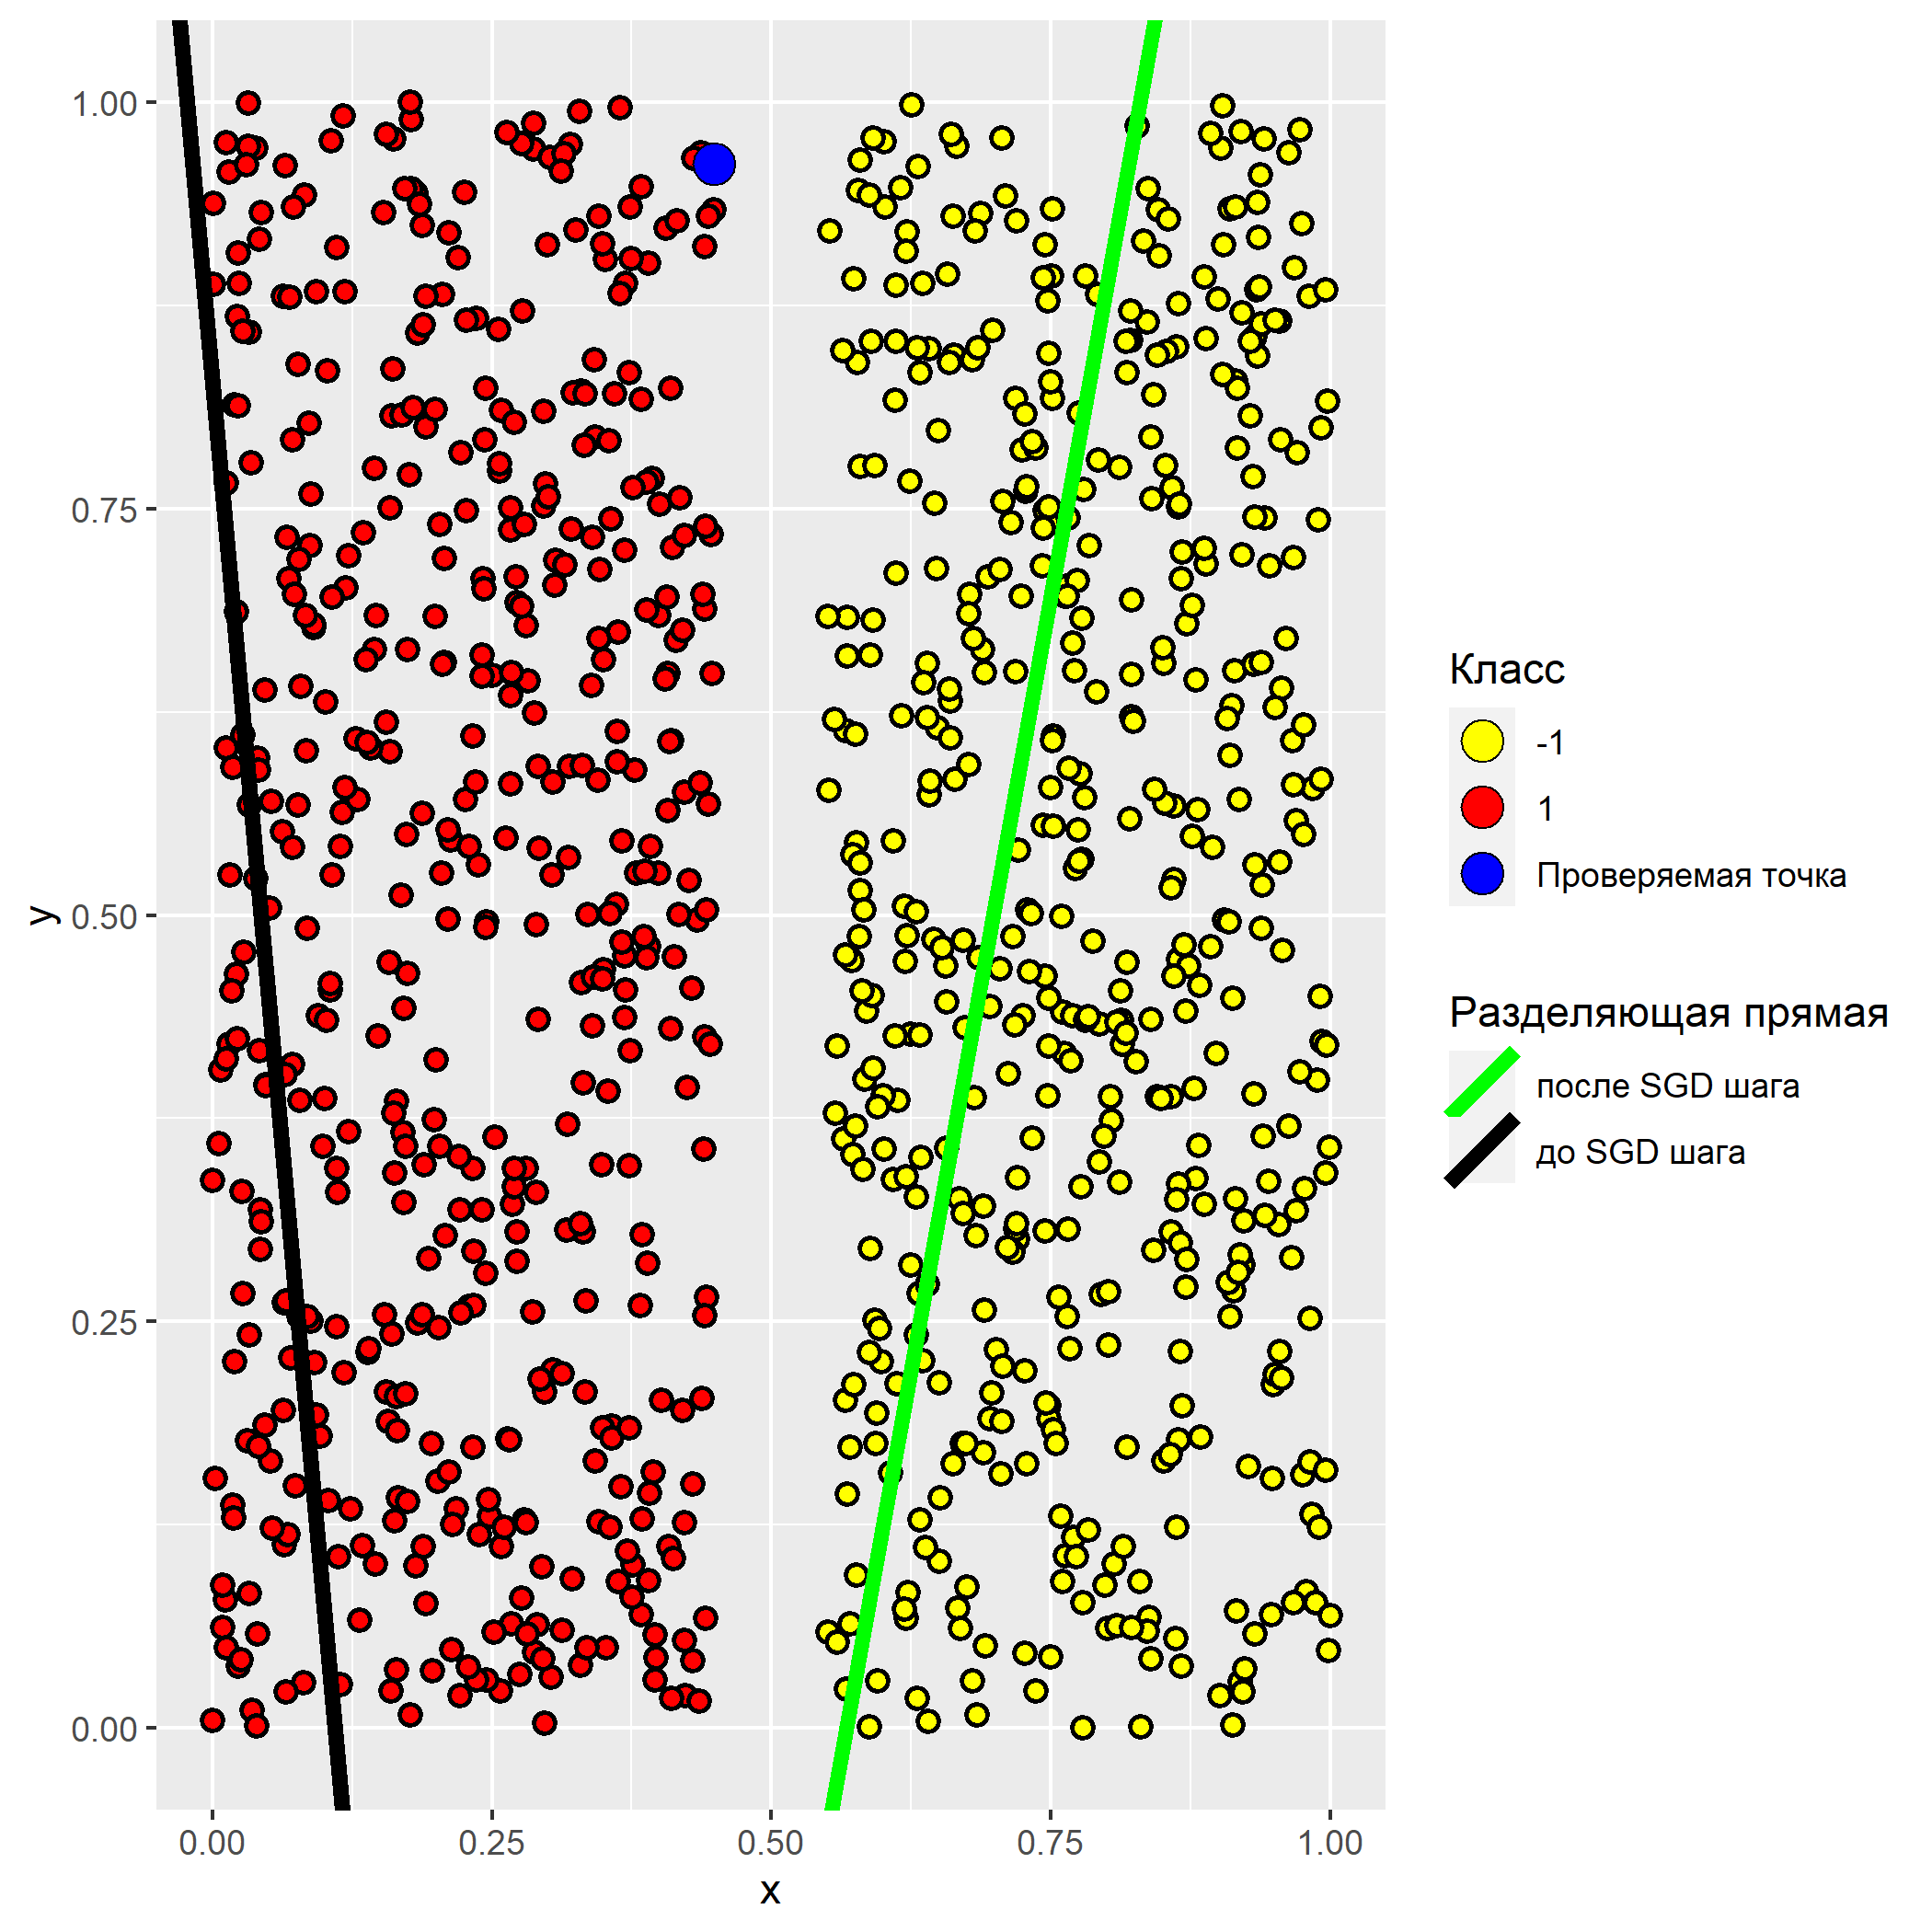 1.00
0.75
0.50
0.25
0.00
y
0.00 0.25 0.50 0.75 1.00
x
Класс
-1
1
Проверяемая точка
Разделяющая прямая
после SGD шага
до SGD шага